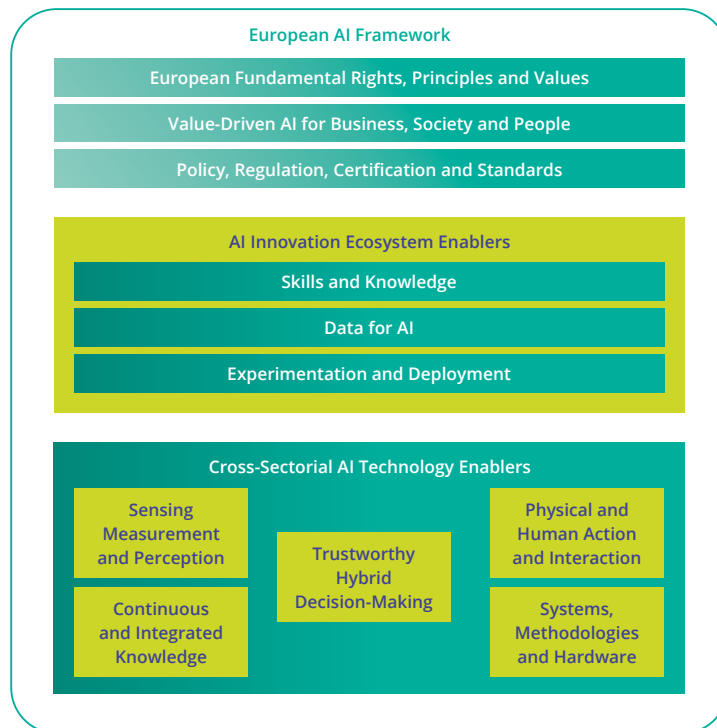 European AI Framework
European Fundamental Rights, Principles and Values
Value-Driven AI for Business, Society and People
Policy, Regulation, Certification and Standards
AI Innovation Ecosystem Enablers
Skills and Knowledge
Data for AI
Experimentation and Deployment
Cross-Sectorial AI Technology Enablers
Sensing
Measurement
and Perception
Continuous
and Integrated
Knowledge
Trustworthy
Hybrid
Decision-Making
Physical and
Human Action
and Interaction
Systems,
Methodologies
and Hardware